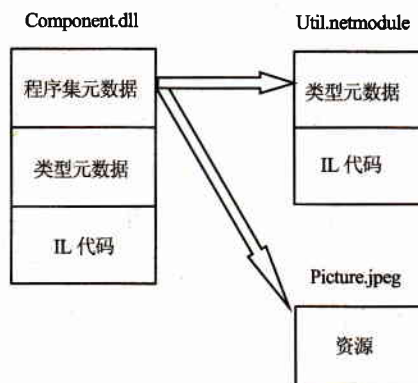 Component.dll
程序集元数据
类型元数据
IL 代码
Util.netmodule
类型元数据
IL 代码
Picture.jpeg
资源